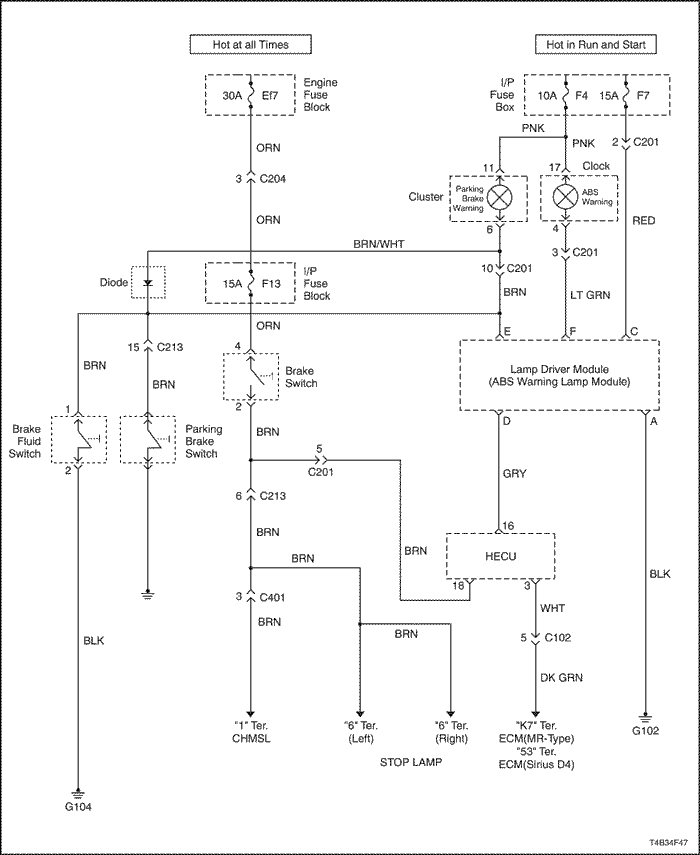 Hot at all Times
Hot in Run and Start
30A Ef7
Engine
Fuse
Block
I/P
Fuse
Box
10A F4
15A F7
ORN
PNK
PNK
2 C201
3 C204
11
17
Clock
Cluster
Parking
Brake
Warning
ABS
Warning
ORN
RED
6
4
BRN/WHT
3 C201
10 C201
Diode
15A F13
I/P
Fuse
Block
BRN
LT GRN
ORN
E
F
C
15 C213
4
BRN
Brake
Switch
Lamp Driver Module
(ABS Warning Lamp Module)
BRN
2
1
D
A
Brake
Fluid
Switch
Parking
Brake
Switch
BRN
5
C201
2
GRY
6 C213
16
BRN
BRN
HECU
BRN
BLK
18
3
3 C401
BRN
WHT
BRN
5 C102
BLK
DK GRN
"1" Ter.
CHMSL
"6" Ter.
(Left)
"6" Ter.
(Right)
"K7" Ter.
ECM(MR-Type)
"53" Ter.
ECM(Sirius D4)
G102
STOP LAMP
G104
T4B34F47